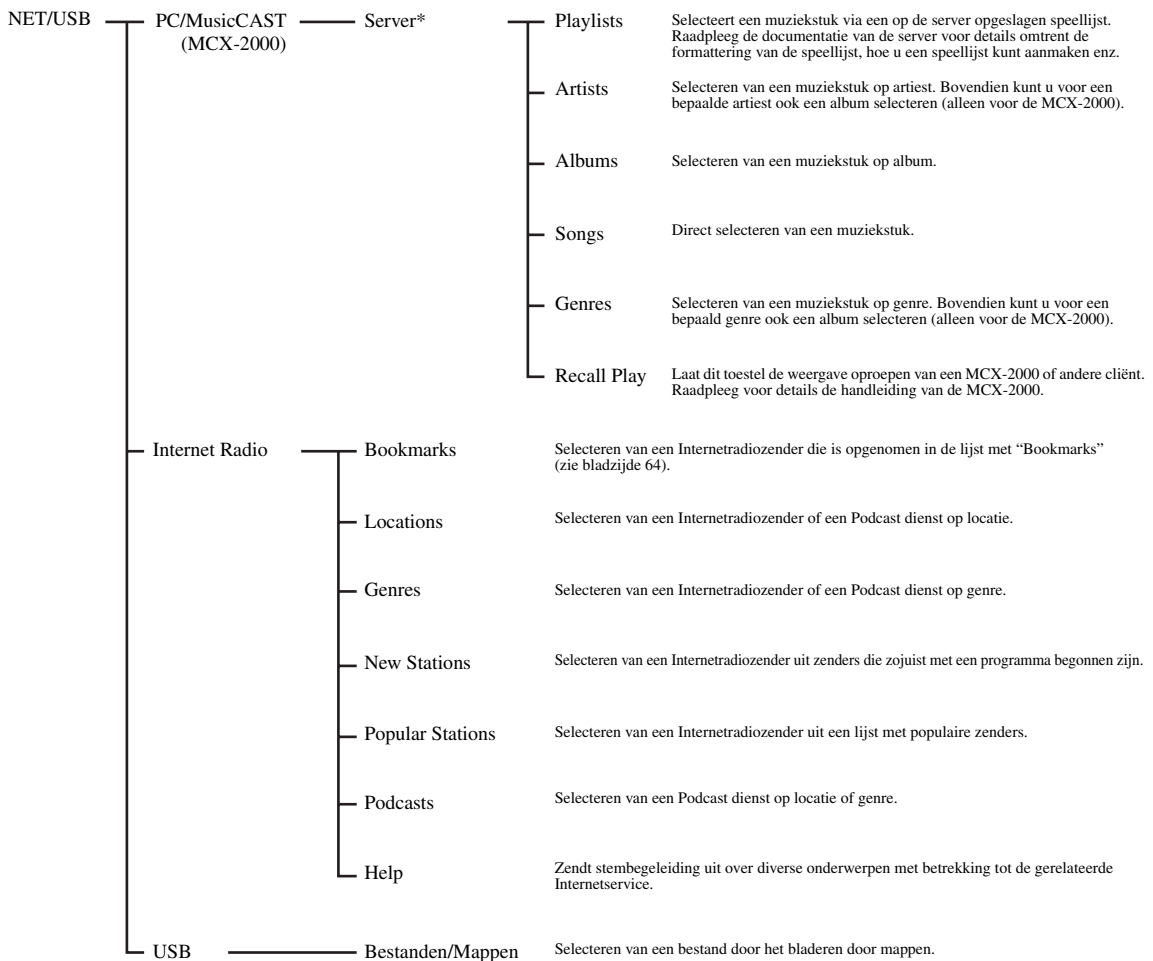 NET/USB
PC/MusicCAST
(MCX-2000)
Server*
Playlists
Selecteert een muziekstuk via een op de server opgeslagen speellijst.
Raadpleeg de documentatie van de server voor details omtrent de
formattering van de speellijst, hoe u een speellijst kunt aanmaken enz.
Artists
Selecteren van een muziekstuk op artiest. Bovendien kunt u voor een
bepaalde artiest ook een album selecteren (alleen voor de MCX-2000).
Albums
Selecteren van een muziekstuk op album.
Songs
Direct selecteren van een muziekstuk.
Genres
Selecteren van een muziekstuk op genre. Bovendien kunt u voor een
bepaald genre ook een album selecteren (alleen voor de MCX-2000).
Recall Play
Laat dit toestel de weergave oproepen van een MCX-2000 of andere cliënt.
Raadpleeg voor details de handleiding van de MCX-2000.
Internet Radio
Bookmarks
Selecteren van een Internetradiozender die is opgenomen in de lijst met “Bookmarks”
(zie bladzijde 64).
Locations
Selecteren van een Internetradiozender of een Podcast dienst op locatie.
Genres
Selecteren van een Internetradiozender of een Podcast dienst op genre.
New Stations
Selecteren van een Internetradiozender uit zenders die zojuist met een programma begonnen zijn.
Popular Stations
Selecteren van een Internetradiozender uit een lijst met populaire zenders.
Podcasts
Selecteren van een Podcast dienst op locatie of genre.
Help
Zendt stembegeleiding uit over diverse onderwerpen met betrekking tot de gerelateerde
Internetservice.
USB
Bestanden/Mappen
Selecteren van een bestand door het bladeren door mappen.